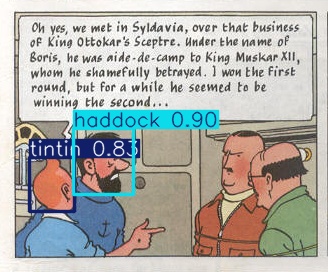 Oh yes, we met in Syldavia, over that business
of King Ottokar's Sceptre. Under the name of
Boris, he was aide-de-camp to King Muskar XII,
whom he shamefully betrayed. I won the first
round, but for a while he seemed to be
winning the second...
haddock 0.90
tintin 0.83